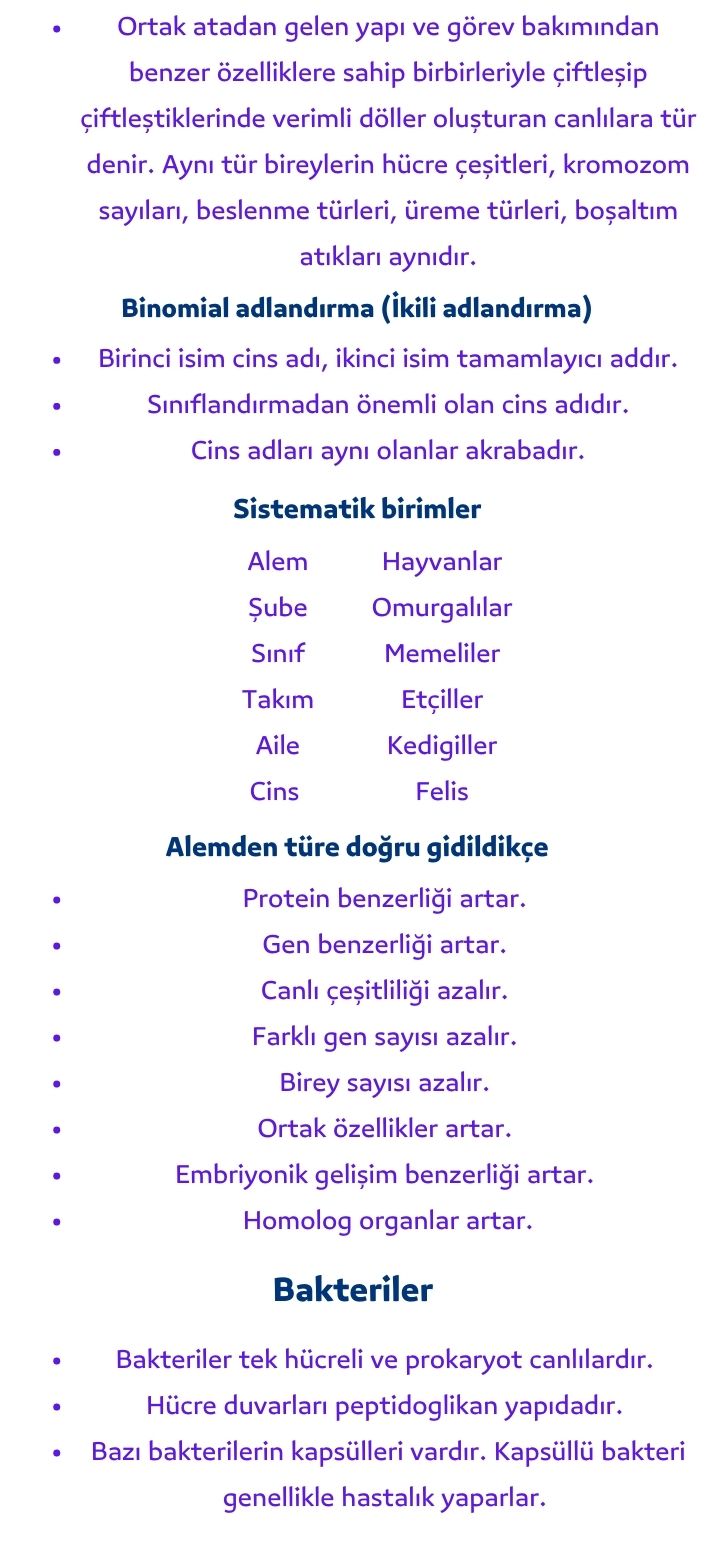 • Ortak atadan gelen yapı ve görev bakımından
benzer özelliklere sahip birbirleriyle çiftleşip
çiftleştiklerinde verimli döller oluşturan canlılara tür
denir. Aynı tür bireylerin hücre çeşitleri, kromozom
sayıları, beslenme türleri, üreme türleri, boşaltım
atıkları aynıdır.
Binomial adlandırma (İkili adlandırma)
• Birinci isim cins adı, ikinci isim tamamlayıcı addır.
• Sınıflandırmadan önemli olan cins adıdır.
• Cins adları aynı olanlar akrabadır.
Sistematik birimler
Alem Hayvanlar
Şube Omurgalılar
Sınıf Memeliler
Takım Etçiller
Aile Kedigiller
Cins Felis
Alemden türe doğru gidildikçe
• Protein benzerliği artar.
• Gen benzerliği artar.
• Canlı çeşitliliği azalır.
• Farklı gen sayısı azalır.
• Birey sayısı azalır.
• Ortak özellikler artar.
• Embriyonik gelişim benzerliği artar.
• Homolog organlar artar.
Bakteriler
• Bakteriler tek hücreli ve prokaryot canlılardır.
• Hücre duvarları peptidoglikan yapıdadır.
• Bazı bakterilerin kapsülleri vardır. Kapsüllü bakteri
genellikle hastalık yaparlar.